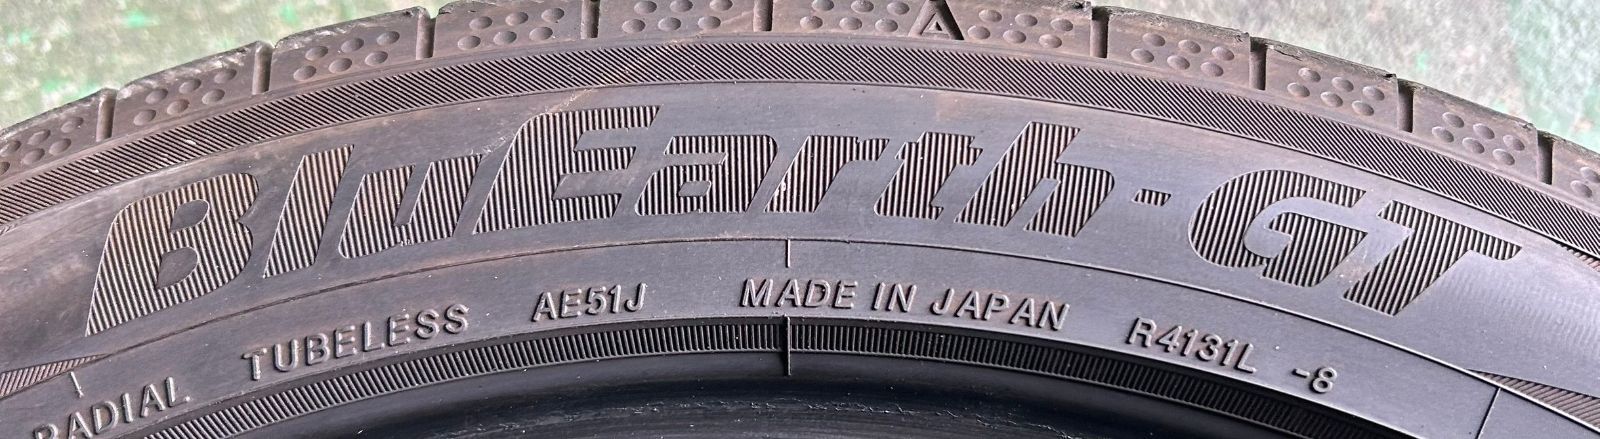 BluEarth-GT
RADIAL TUBELESS AE51J MADE IN JAPAN R4131L -8